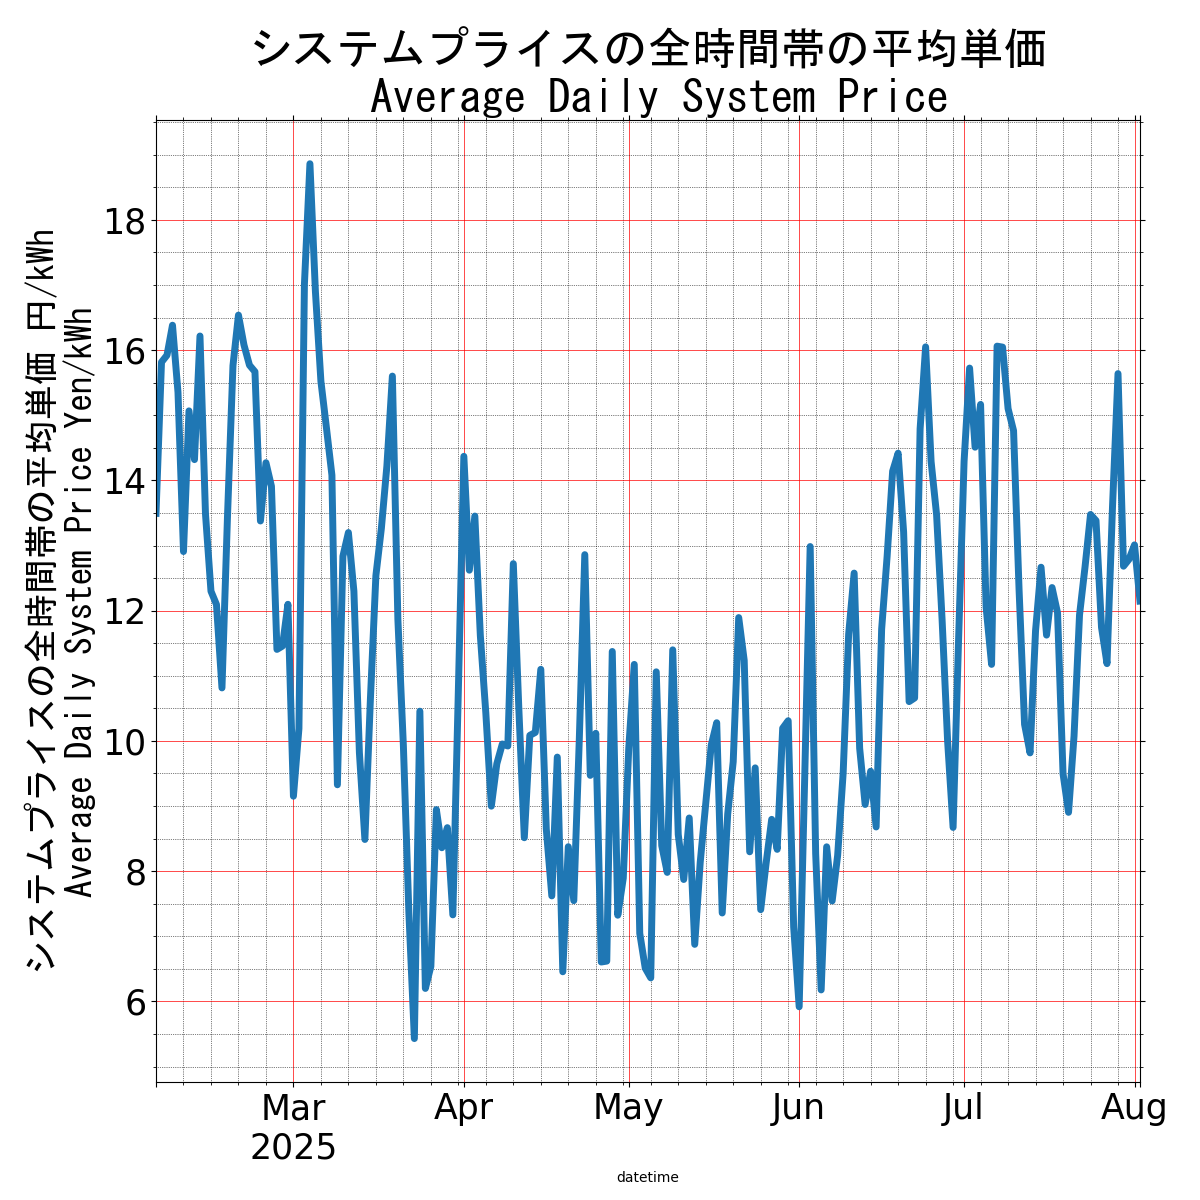 システムプライスの全時間帯の平均単価
Average Daily System Price
システムプライスの全時間帯の平均単価 円/kWh
Average Daily System Price Yen/kWh
18
16
14
12
10
8
6
Mar
2025
Apr
May
Jun
Jul
Aug
datetime